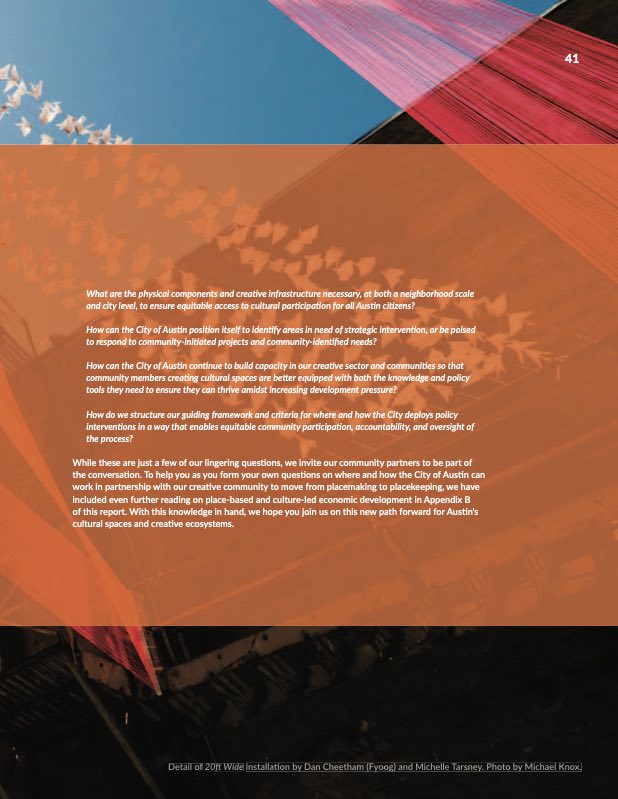 41
What are the physical components and creative infrastructure necessary, at both a neighborhood scale
and city level, to ensure equitable access to cultural participation for all Austin citizens?
How can the City of Austin position itself to identify areas in need of strategic intervention, or be poised
to respond to community-initiated projects and community-identified needs?
How can the City of Austin continue to build capacity in our creative sector and communities so that
community members creating cultural spaces are better equipped with both the knowledge and policy
tools they need to ensure they can thrive amidst increasing development pressure?
How do we structure our guiding framework and criteria for where and how the City deploys policy
interventions in a way that enables equitable community participation, accountability, and oversight of
the process?
While these are just a few of our lingering questions, we invite our community partners to be part of
the conversation. To help you as you form your own questions on where and how the City of Austin can
work in partnership with our creative community to move from placemaking to placekeeping, we have
included even further reading on place-based and culture-led economic development in Appendix B
of this report. With this knowledge in hand, we hope you join us on this new path forward for Austin's
cultural spaces and creative ecosystems.
Detail of 20ft Wide Installation by Dan Cheetham (Fyoog) and Michelle Tarsney. Photo by Michael Knox.